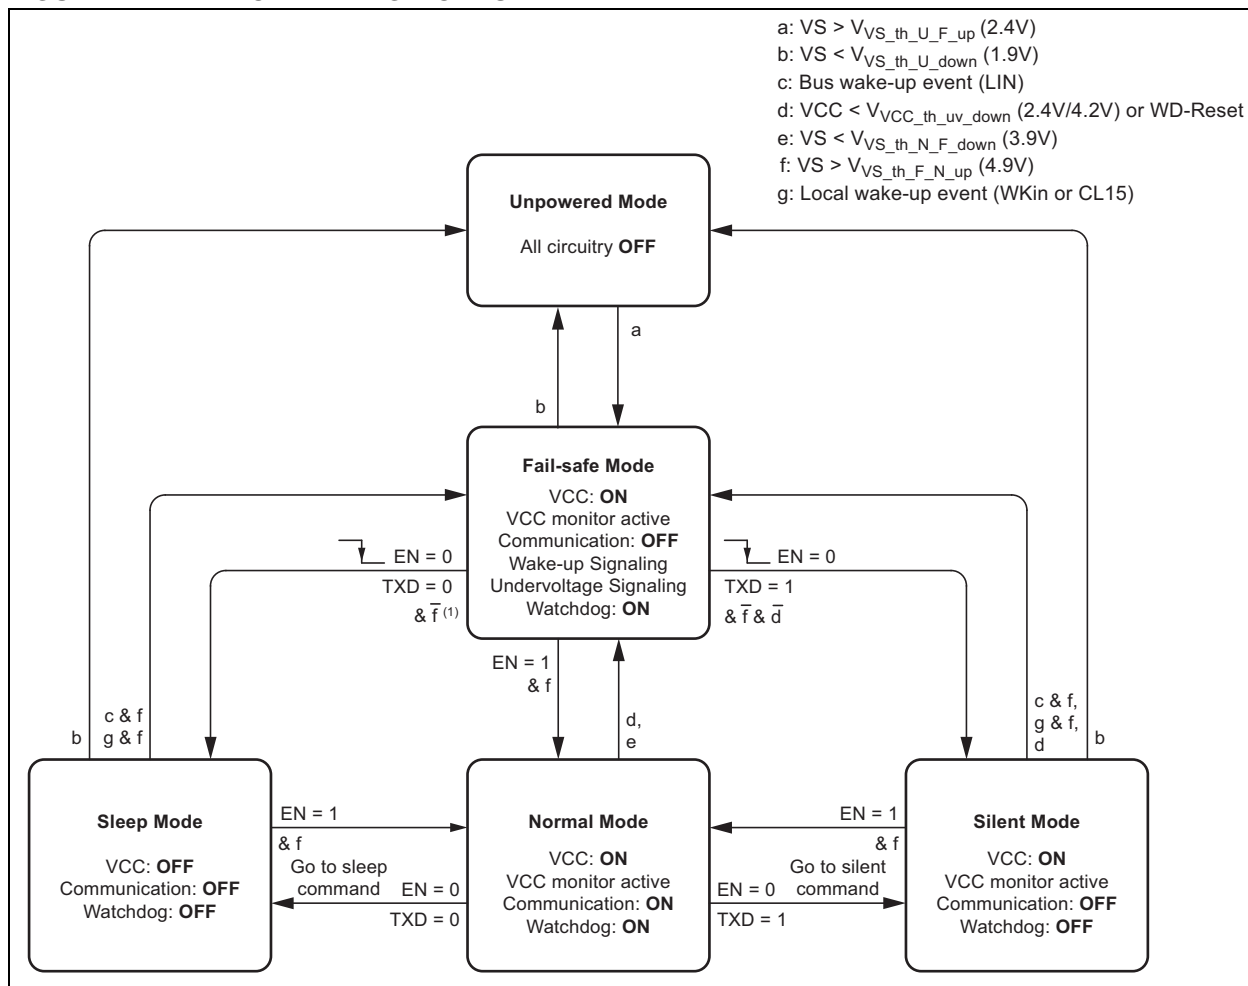 a: VS > V_VS_th_U_F_up (2.4V)
b: VS < V_VS_th_U_down (1.9V)
c: Bus wake-up event (LIN)
d: VCC < V_VCC_th_uv_down (2.4V/4.2V) or WD-Reset
e: VS < V_VS_th_N_F_down (3.9V)
f: VS > V_VS_th_F_N_up (4.9V)
g: Local wake-up event (WKin or CL15)
Unpowered Mode
All circuitry OFF
a
b
Fail-safe Mode
VCC: ON
VCC monitor active
Communication: OFF
Wake-up Signaling
Undervoltage Signaling
Watchdog: ON
EN = 0
TXD = 0
& f̅ (1)
EN = 0
TXD = 1
& f̅ & d̅
EN = 1
& f
d,
e
b
c & f
g & f
c & f,
g & f,
d
b
Sleep Mode
VCC: OFF
Communication: OFF
Watchdog: OFF
EN = 1
& f
Go to sleep
command
EN = 0
TXD = 0
Normal Mode
VCC: ON
VCC monitor active
Communication: ON
Watchdog: ON
EN = 1
& f
Go to silent
command
EN = 0
TXD = 1
Silent Mode
VCC: ON
VCC monitor active
Communication: OFF
Watchdog: OFF